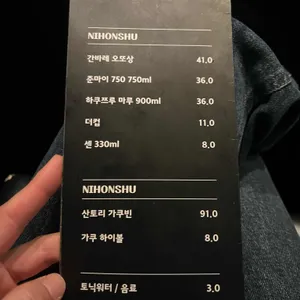 NIHONSHU
간바레 오또상 41.0
준마이 750 750ml 36.0
하쿠쯔루 마루 900ml 36.0
더컵 11.0
센 330ml 8.0
NIHONSHU
산토리 가쿠빈 91.0
가쿠 하이볼 8.0
토닉워터 / 음료 3.0